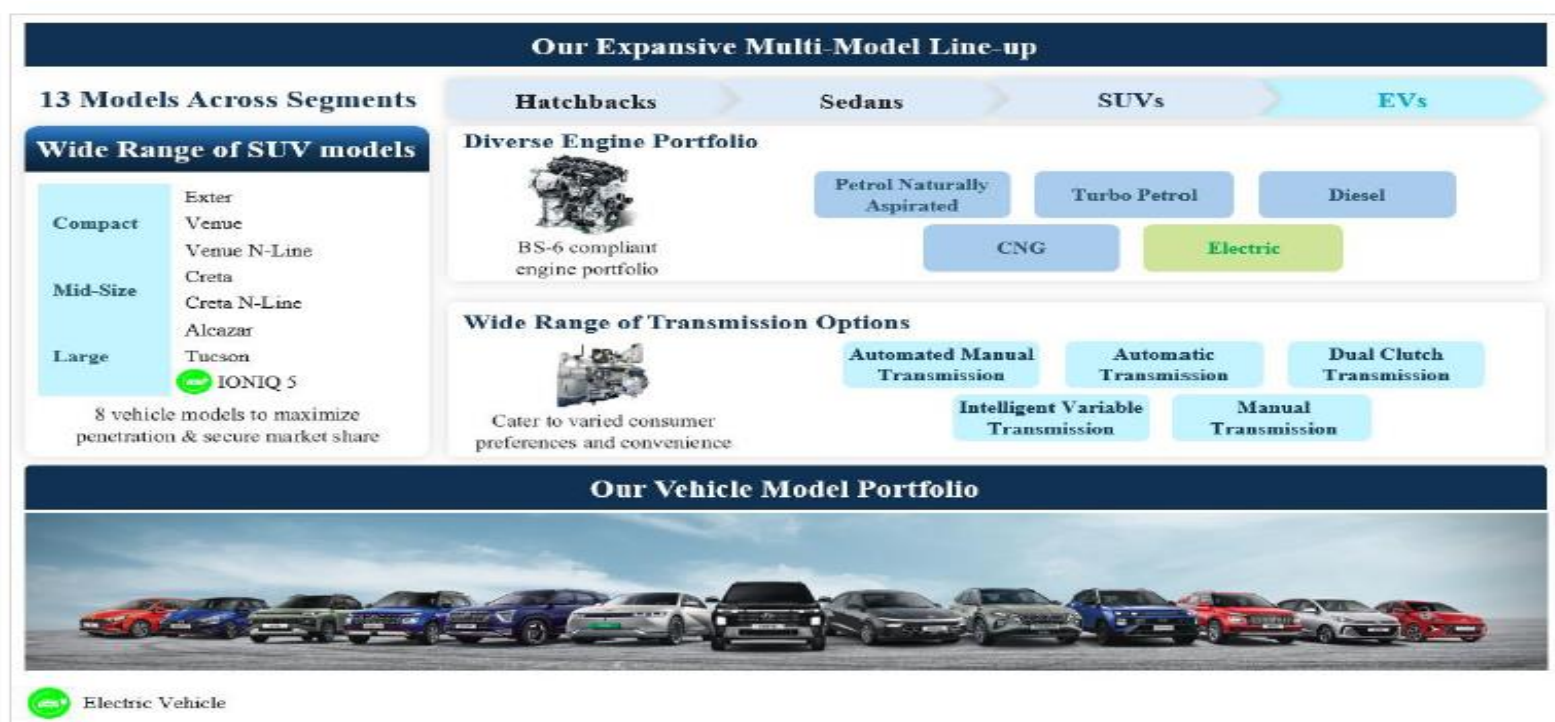 Our Expansive Multi-Model Line-up
13 Models Across Segments
Hatchbacks
Sedans
SUVs
EVs
Wide Range of SUV models
Compact
Exter
Venue
Venue N-Line
Mid-Size
Creta
Creta N-Line
Large
Alcazar
Tucson
IONIQ 5
8 vehicle models to maximize
penetration & secure market share
Diverse Engine Portfolio
BS-6 compliant
engine portfolio
Petrol Naturally
Aspirated
Turbo Petrol
Diesel
CNG
Electric
Wide Range of Transmission Options
Cater to varied consumer
preferences and convenience
Automated Manual
Transmission
Automatic
Transmission
Dual Clutch
Transmission
Intelligent Variable
Transmission
Manual
Transmission
Our Vehicle Model Portfolio
Electric Vehicle